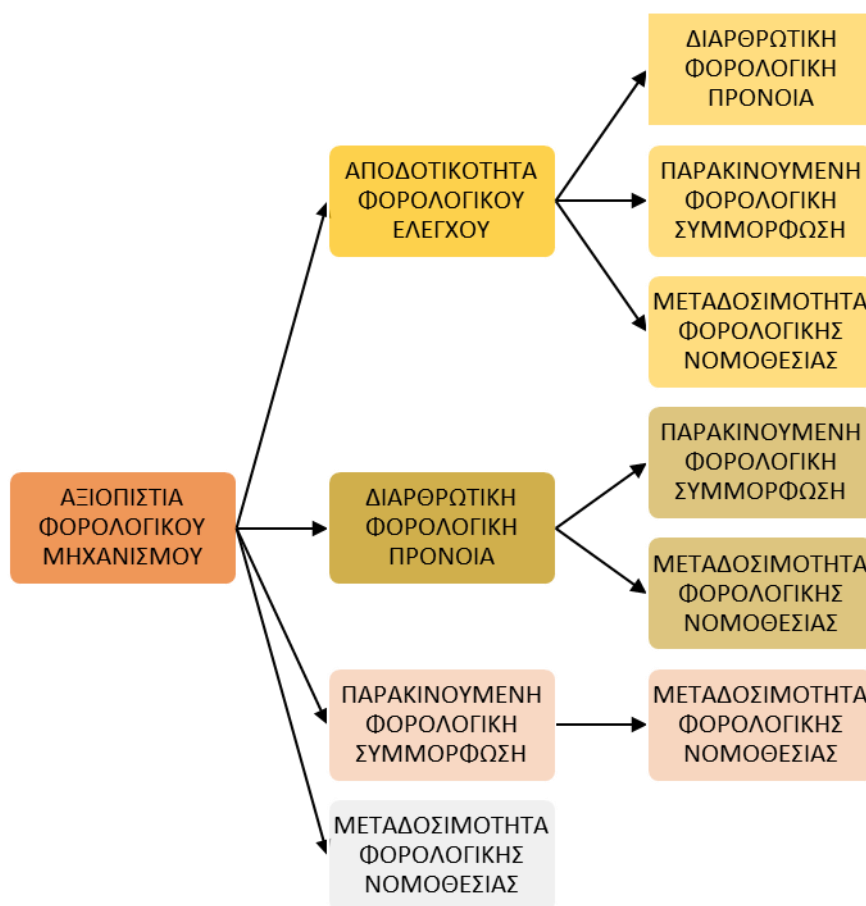 ΑΞΙΟΠΙΣΤΙΑ
ΦΟΡΟΛΟΓΙΚΟΥ
ΜΗΧΑΝΙΣΜΟΥ
ΑΠΟΔΟΤΙΚΟΤΗΤΑ
ΦΟΡΟΛΟΓΙΚΟΥ
ΕΛΕΓΧΟΥ
ΔΙΑΡΘΡΩΤΙΚΗ
ΦΟΡΟΛΟΓΙΚΗ
ΠΡΟΝΟΙΑ
ΠΑΡΑΚΙΝΟΥΜΕΝΗ
ΦΟΡΟΛΟΓΙΚΗ
ΣΥΜΜΟΡΦΩΣΗ
ΜΕΤΑΔΟΣΙΜΟΤΗΤΑ
ΦΟΡΟΛΟΓΙΚΗΣ
ΝΟΜΟΘΕΣΙΑΣ
ΔΙΑΡΘΡΩΤΙΚΗ
ΦΟΡΟΛΟΓΙΚΗ
ΠΡΟΝΟΙΑ
ΠΑΡΑΚΙΝΟΥΜΕΝΗ
ΦΟΡΟΛΟΓΙΚΗ
ΣΥΜΜΟΡΦΩΣΗ
ΜΕΤΑΔΟΣΙΜΟΤΗΤΑ
ΦΟΡΟΛΟΓΙΚΗΣ
ΝΟΜΟΘΕΣΙΑΣ
ΠΑΡΑΚΙΝΟΥΜΕΝΗ
ΦΟΡΟΛΟΓΙΚΗ
ΣΥΜΜΟΡΦΩΣΗ
ΜΕΤΑΔΟΣΙΜΟΤΗΤΑ
ΦΟΡΟΛΟΓΙΚΗΣ
ΝΟΜΟΘΕΣΙΑΣ
ΜΕΤΑΔΟΣΙΜΟΤΗΤΑ
ΦΟΡΟΛΟΓΙΚΗΣ
ΝΟΜΟΘΕΣΙΑΣ